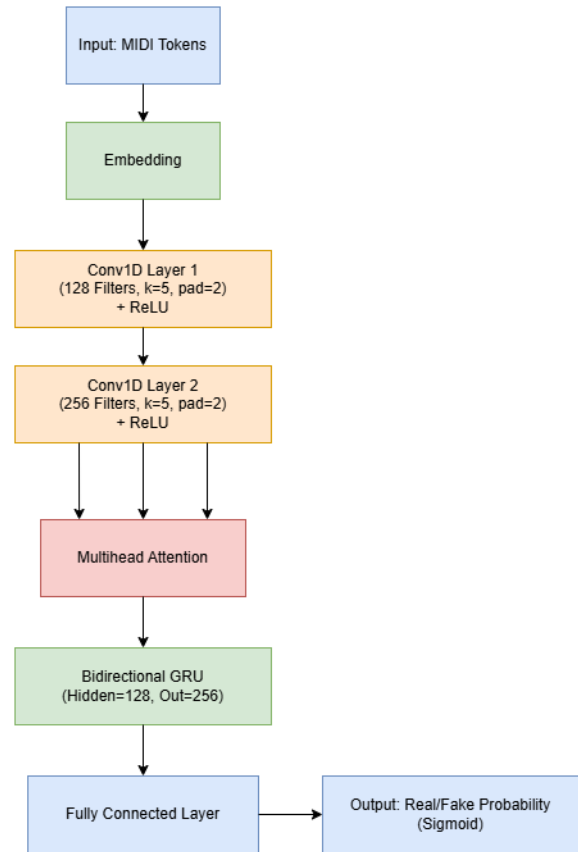 Input: MIDI Tokens
Embedding
Conv1D Layer 1
(128 Filters, k=5, pad=2)
+ ReLU
Conv1D Layer 2
(256 Filters, k=5, pad=2)
+ ReLU
Multihead Attention
Bidirectional GRU
(Hidden=128, Out=256)
Fully Connected Layer
Output: Real/Fake Probability
(Sigmoid)